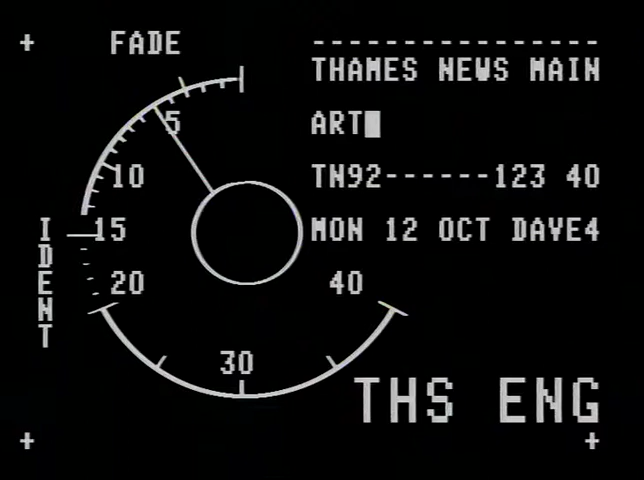 FADE
----------------
THAMES NEWS MAIN
ART
TN92------123 40
MON 12 OCT DAVE4
5
10
15
20
30
40
IDENT
THS ENG